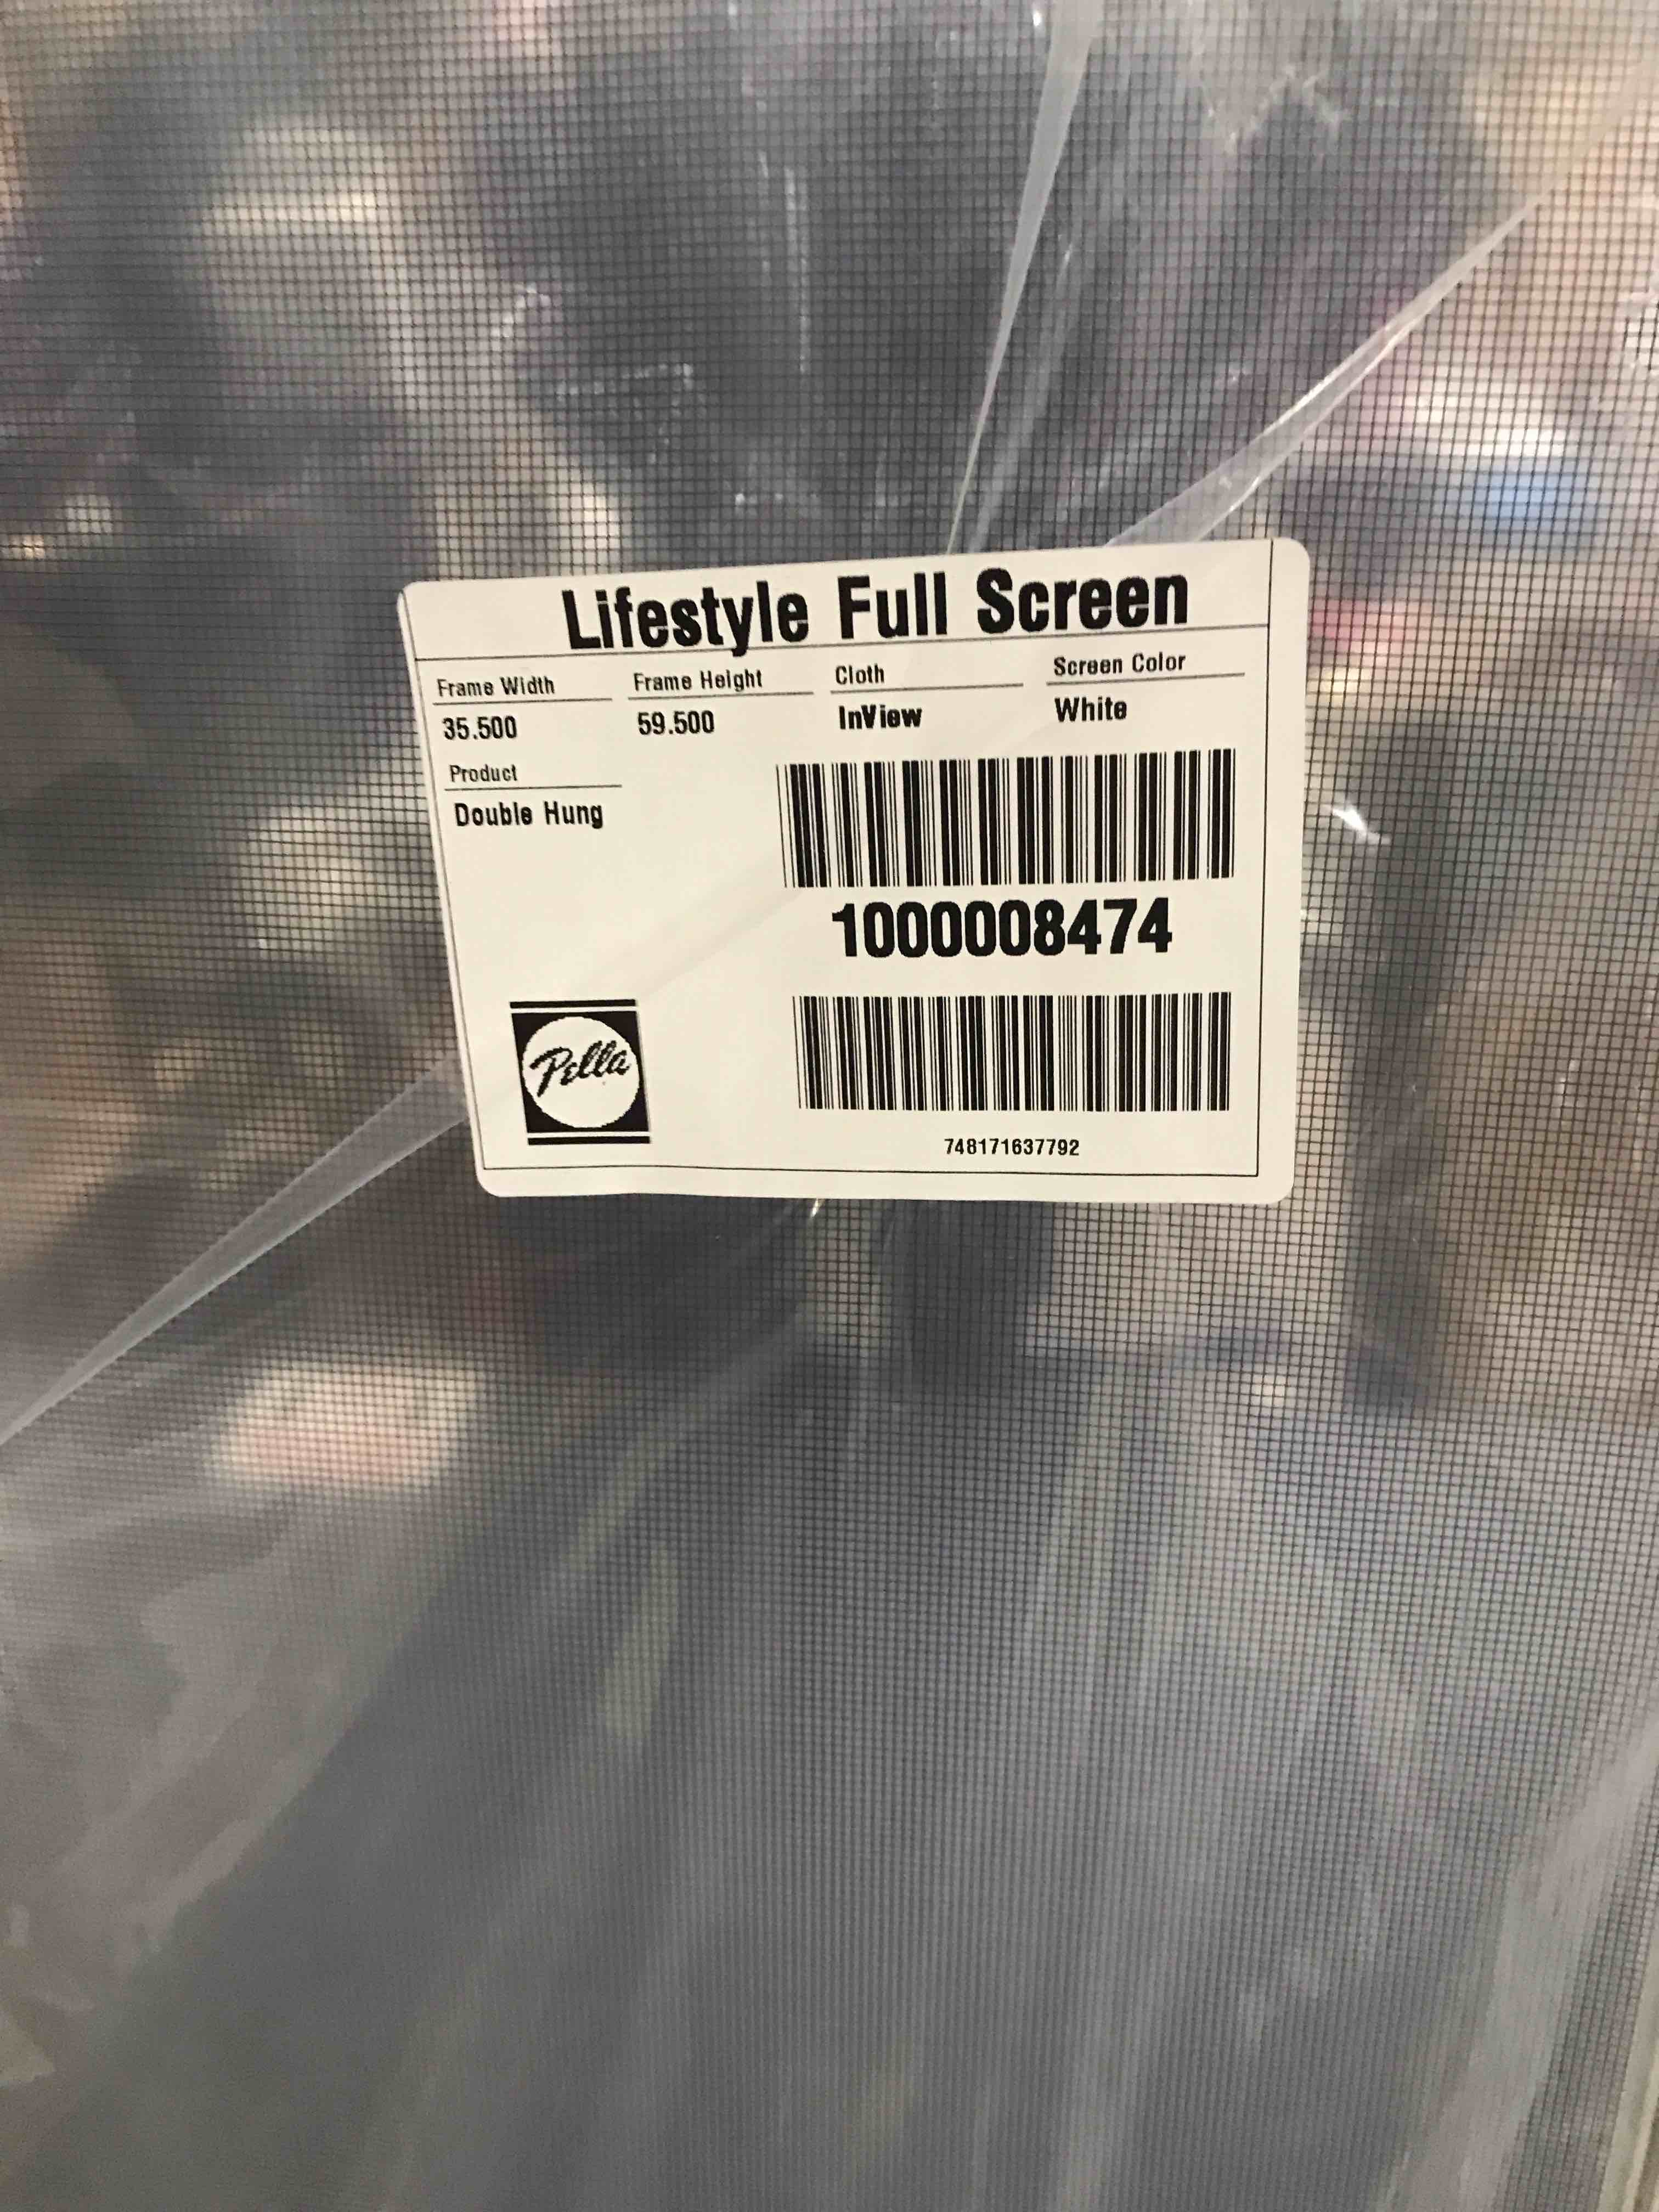 Lifestyle Full Screen
Frame Width Frame Height Cloth Screen Color
35.500 59.500 InView White
Product
Double Hung
1000008474
Pella
748171637792